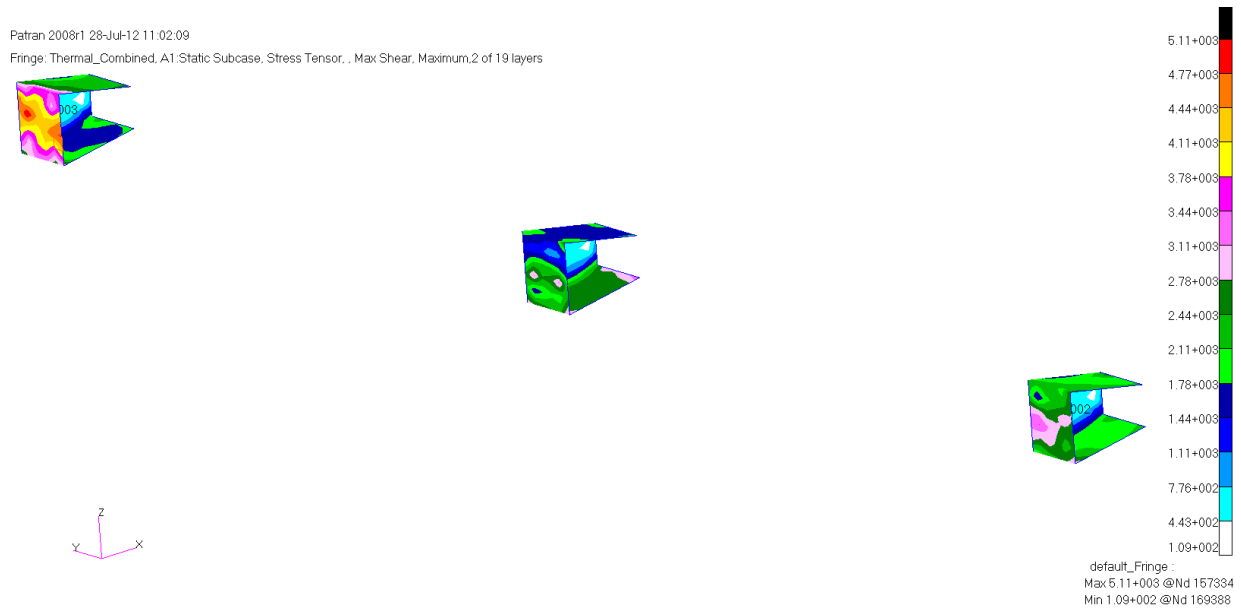 Patran 2008r1 28-Jul-12 11:02:09
Fringe: Thermal_Combined, A1:Static Subcase, Stress Tensor, , Max Shear, Maximum,2 of 19 layers
5.11+003
4.77+003
4.44+003
4.11+003
3.78+003
3.44+003
3.11+003
2.78+003
2.44+003
2.11+003
1.78+003
1.44+003
1.11+003
7.76+002
4.43+002
1.09+002
003
002
Z
Y
X
default_Fringe :
Max 5.11+003 @Nd 157334
Min 1.09+002 @Nd 169388